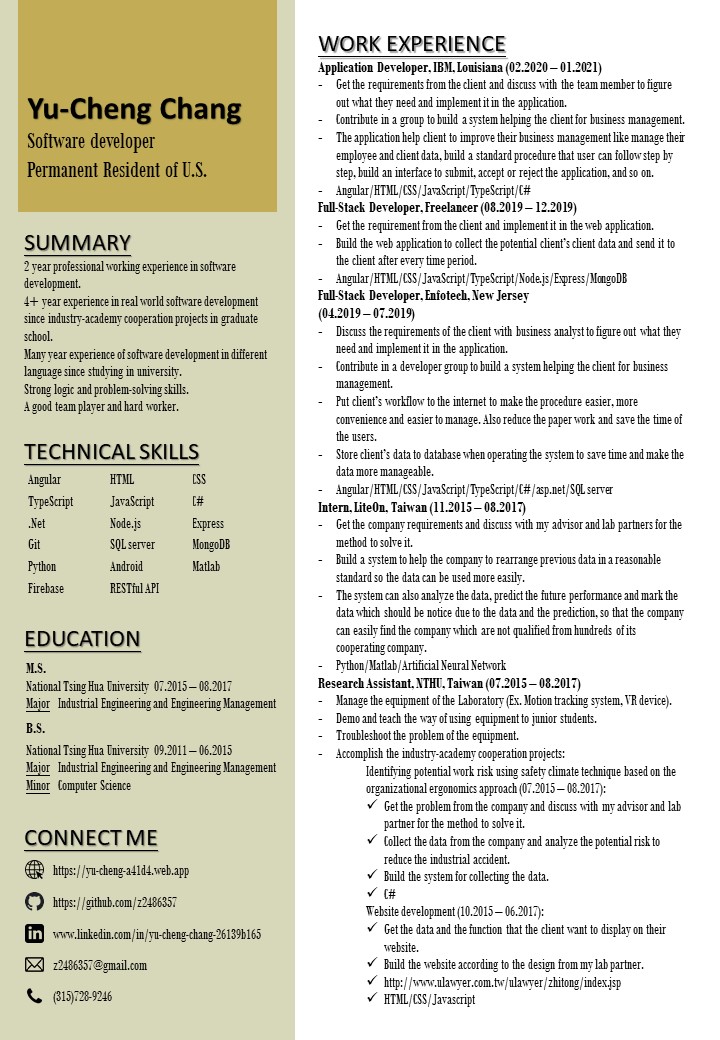 Yu-Cheng Chang
Software developer
Permanent Resident of U.S.
SUMMARY
2 year professional working experience in software
development.
4+ year experience in real world software development
since industry-academy cooperation projects in graduate
school.
Many year experience of software development in different
language since studying in university.
Strong logic and problem-solving skills.
A good team player and hard worker.
TECHNICAL SKILLS
Angular HTML CSS
TypeScript JavaScript C#
.Net Node.js Express
Git SQL server MongoDB
Python Android Matlab
Firebase RESTful API
EDUCATION
M.S.
National Tsing Hua University 07.2015 – 08.2017
Major Industrial Engineering and Engineering Management
B.S.
National Tsing Hua University 09.2011 – 06.2015
Major Industrial Engineering and Engineering Management
Minor Computer Science
CONNECT ME
https://yu-cheng-a41d4.web.app
https://github.com/z2486357
www.linkedin.com/in/yu-cheng-chang-26139b165
z2486357@gmail.com
(315)728-9246
WORK EXPERIENCE
Application Developer, IBM, Louisiana (02.2020 – 01.2021)
- Get the requirements from the client and discuss with the team member to figure
out what they need and implement it in the application.
- Contribute in a group to build a system helping the client for business management.
- The application help client to improve their business management like manage their
employee and client data, build a standard procedure that user can follow step by
step, build an interface to submit, accept or reject the application, and so on.
- Angular/HTML/CSS/JavaScript/TypeScript/C#
Full-Stack Developer, Freelancer (08.2019 – 12.2019)
- Get the requirement from the client and implement it in the web application.
- Build the web application to collect the potential client's client data and send it to
the client after every time period.
- Angular/HTML/CSS/JavaScript/TypeScript/Node.js/Express/MongoDB
Full-Stack Developer, Enfotech, New Jersey
(04.2019 – 07.2019)
- Discuss the requirements of the client with business analyst to figure out what they
need and implement it in the application.
- Contribute in a developer group to build a system helping the client for business
management.
- Put client's workflow to the internet to make the procedure easier, more
convenience and easier to manage. Also reduce the paper work and save the time of
the users.
- Store client's data to database when operating the system to save time and make the
data more manageable.
- Angular/HTML/CSS/JavaScript/TypeScript/C#/asp.net/SQL server
Intern, LiteOn, Taiwan (11.2015 – 08.2017)
- Get the company requirements and discuss with my advisor and lab partners for the
method to solve it.
- Build a system to help the company to rearrange previous data in a reasonable
standard so the data can be used more easily.
- The system can also analyze the data, predict the future performance and mark the
data which should be notice due to the data and the prediction, so that the company
can easily find the company which are not qualified from hundreds of its
cooperating company.
- Python/Matlab/Artificial Neural Network
Research Assistant, NTHU, Taiwan (07.2015 – 08.2017)
- Manage the equipment of the Laboratory (Ex. Motion tracking system, VR device).
- Demo and teach the way of using equipment to junior students.
- Troubleshoot the problem of the equipment.
- Accomplish the industry-academy cooperation projects:
Identifying potential work risk using safety climate technique based on the
organizational ergonomics approach (07.2015 – 08.2017):
✓ Get the problem from the company and discuss with my advisor and lab
partner for the method to solve it.
✓ Collect the data from the company and analyze the potential risk to
reduce the industrial accident.
✓ Build the system for collecting the data.
✓ C#
Website development (10.2015 – 06.2017):
✓ Get the data and the function that the client want to display on their
website.
✓ Build the website according to the design from my lab partner.
✓ http://www.ulawyer.com.tw/ulawyer/zhitong/index.jsp
✓ HTML/CSS/Javascript